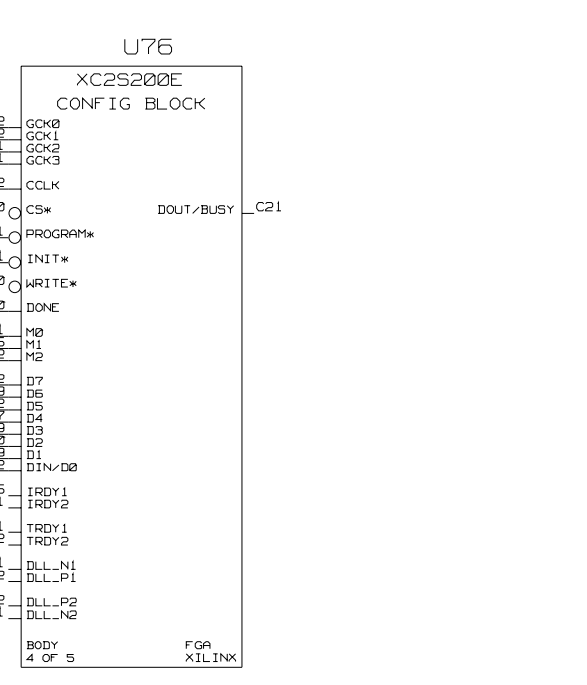 U76
XC2S200E
CONFIG BLOCK
GCK0
GCK1
GCK2
GCK3
CCLK
CS*
DOUT/BUSY C21
PROGRAM*
INIT*
WRITE*
DONE
M0
M1
M2
D7
D6
D5
D4
D3
D2
D1
DIN/D0
IRDY1
IRDY2
TRDY1
TRDY2
DLL_N1
DLL_P1
DLL_P2
DLL_N2
BODY FGA
4 OF 5 XILINX